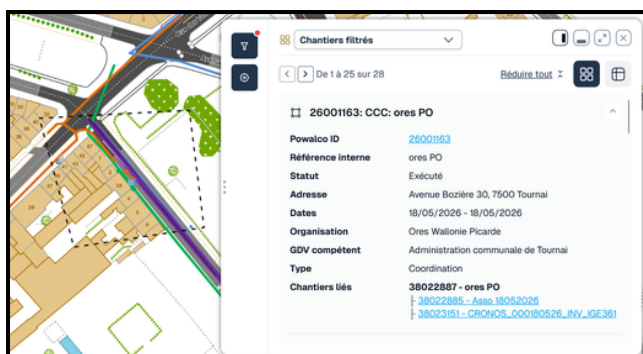 Chantiers filtrés
De 1 à 25 sur 28
Réduire tout
26001163: CCC: ores PO
Powalco ID 26001163
Référence interne ores PO
Statut Exécuté
Adresse Avenue Bozière 30, 7500 Tournai
Dates 18/05/2026 - 18/05/2026
Organisation Ores Wallonie Picarde
GDV compétent Administration communale de Tournai
Type Coordination
Chantiers liés 38022887 - ores PO
38022885 - Asso 18052026
38023151 - CRONOS_000180526_INV_IGE361